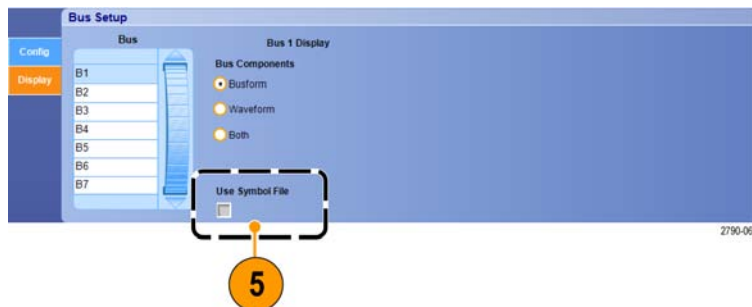 Bus Setup
Config
Display
Bus
B1
B2
B3
B4
B5
B6
B7
Bus 1 Display
Bus Components
Busform
Waveform
Both
Use Symbol File
5
2790-06